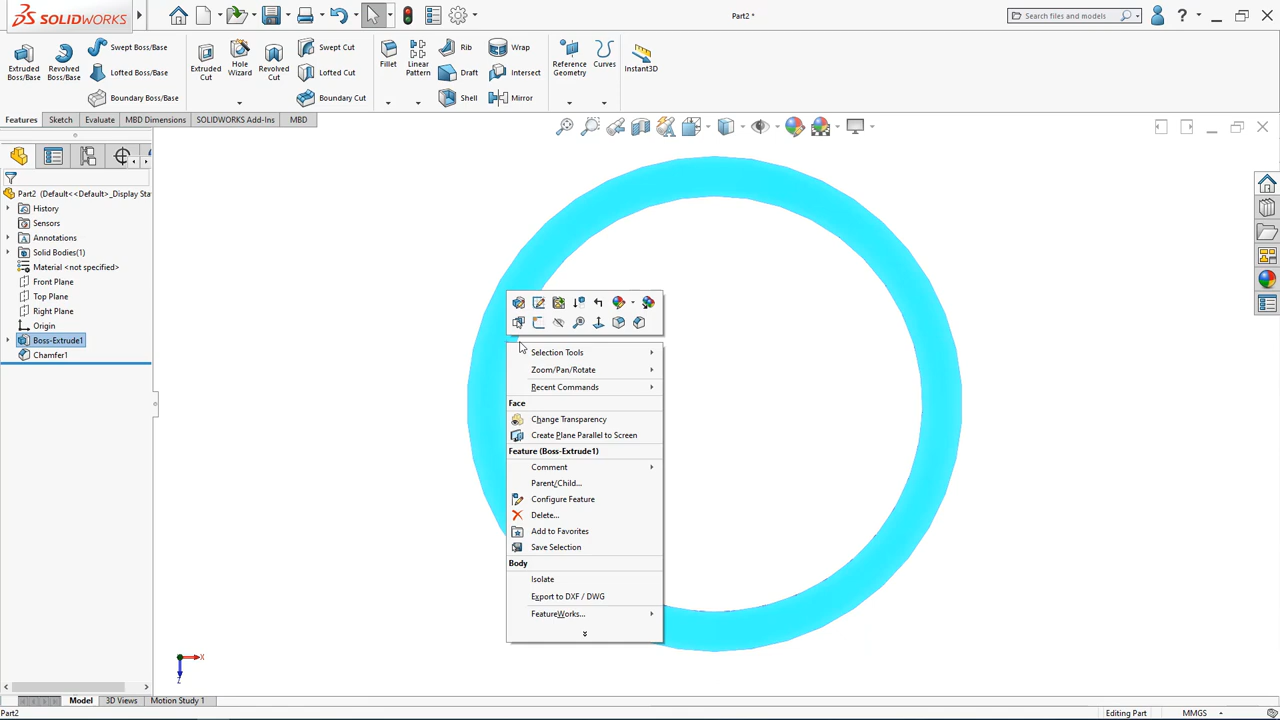 SOLIDWORKS
Part2 *
Search files and models
Extruded Boss/Base
Revolved Boss/Base
Swept Boss/Base
Lofted Boss/Base
Boundary Boss/Base
Extruded Cut
Hole Wizard
Revolved Cut
Swept Cut
Lofted Cut
Boundary Cut
Fillet
Linear Pattern
Rib
Draft
Shell
Wrap
Intersect
Mirror
Reference Geometry
Curves
Instant3D
Features
Sketch
Evaluate
MBD Dimensions
SOLIDWORKS Add-Ins
MBD
Part2 (Default<<Default>_Display Sta
History
Sensors
Annotations
Solid Bodies(1)
Material <not specified>
Front Plane
Top Plane
Right Plane
Origin
Boss-Extrude1
Chamfer1
Selection Tools
Zoom/Pan/Rotate
Recent Commands
Face
Change Transparency
Create Plane Parallel to Screen
Feature (Boss-Extrude1)
Comment
Parent/Child...
Configure Feature
Delete...
Add to Favorites
Save Selection
Body
Isolate
Export to DXF / DWG
FeatureWorks...
X
Z
Model
3D Views
Motion Study 1
Part2
Editing Part
MMGS